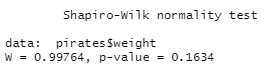 Shapiro-Wilk normality test
data:  pirates$weight
W = 0.99764, p-value = 0.1634